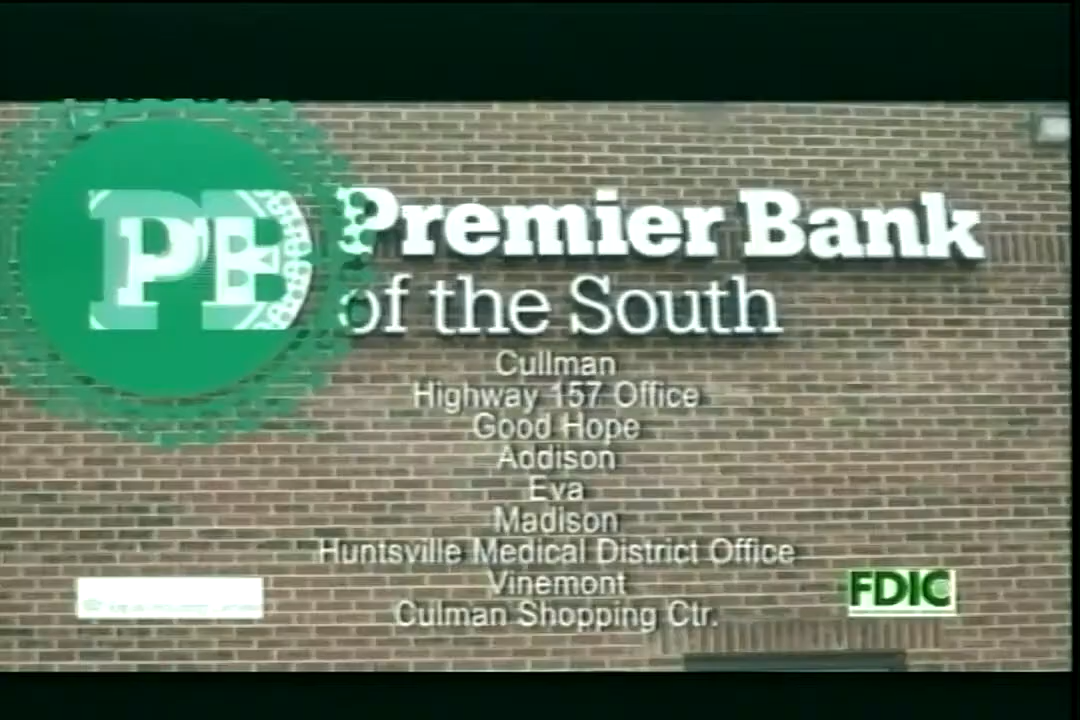 PB
Premier Bank
of the South
Cullman
Highway 157 Office
Good Hope
Addison
Eva
Madison
Huntsville Medical District Office
Vinemont
Culman Shopping Ctr.
FDIC